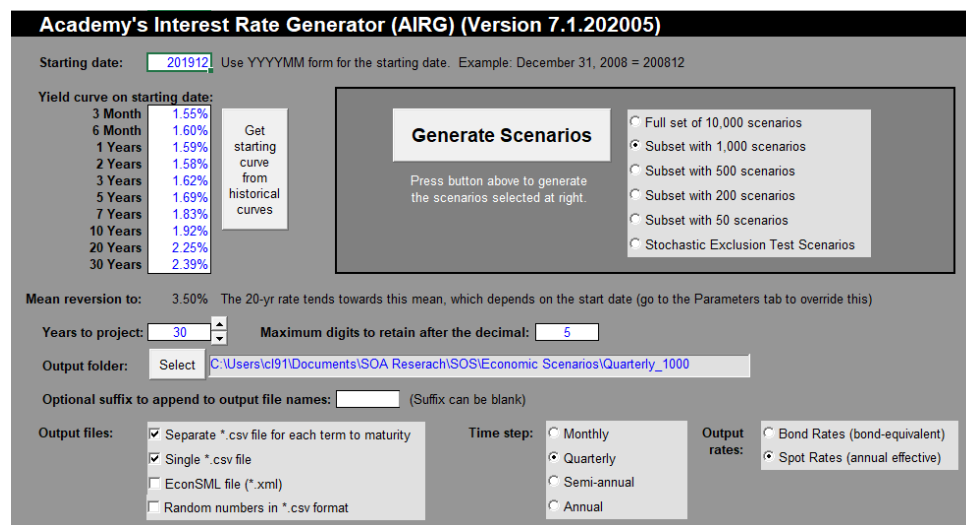 Academy's Interest Rate Generator (AIRG) (Version 7.1.202005)
Starting date: 201912 Use YYYYMM form for the starting date. Example: December 31, 2008 = 200812
Yield curve on starting date:
3 Month 1.55%
6 Month 1.60%
1 Years 1.59%
2 Years 1.58%
3 Years 1.62%
5 Years 1.69%
7 Years 1.83%
10 Years 1.92%
20 Years 2.25%
30 Years 2.39%
Get
starting
curve
from
historical
curves
Generate Scenarios
Press button above to generate
the scenarios selected at right.
Full set of 10,000 scenarios
Subset with 1,000 scenarios
Subset with 500 scenarios
Subset with 200 scenarios
Subset with 50 scenarios
Stochastic Exclusion Test Scenarios
Mean reversion to: 3.50% The 20-yr rate tends towards this mean, which depends on the start date (go to the Parameters tab to override this)
Years to project: 30 Maximum digits to retain after the decimal: 5
Output folder: Select C:\Users\cl91\Documents\SOA Reserach\SOS\Economic Scenarios\Quarterly_1000
Optional suffix to append to output file names: (Suffix can be blank)
Output files:
Separate *.csv file for each term to maturity
Single *.csv file
EconSML file (*.xml)
Random numbers in *.csv format
Time step:
Monthly
Quarterly
Semi-annual
Annual
Output
rates:
Bond Rates (bond-equivalent)
Spot Rates (annual effective)